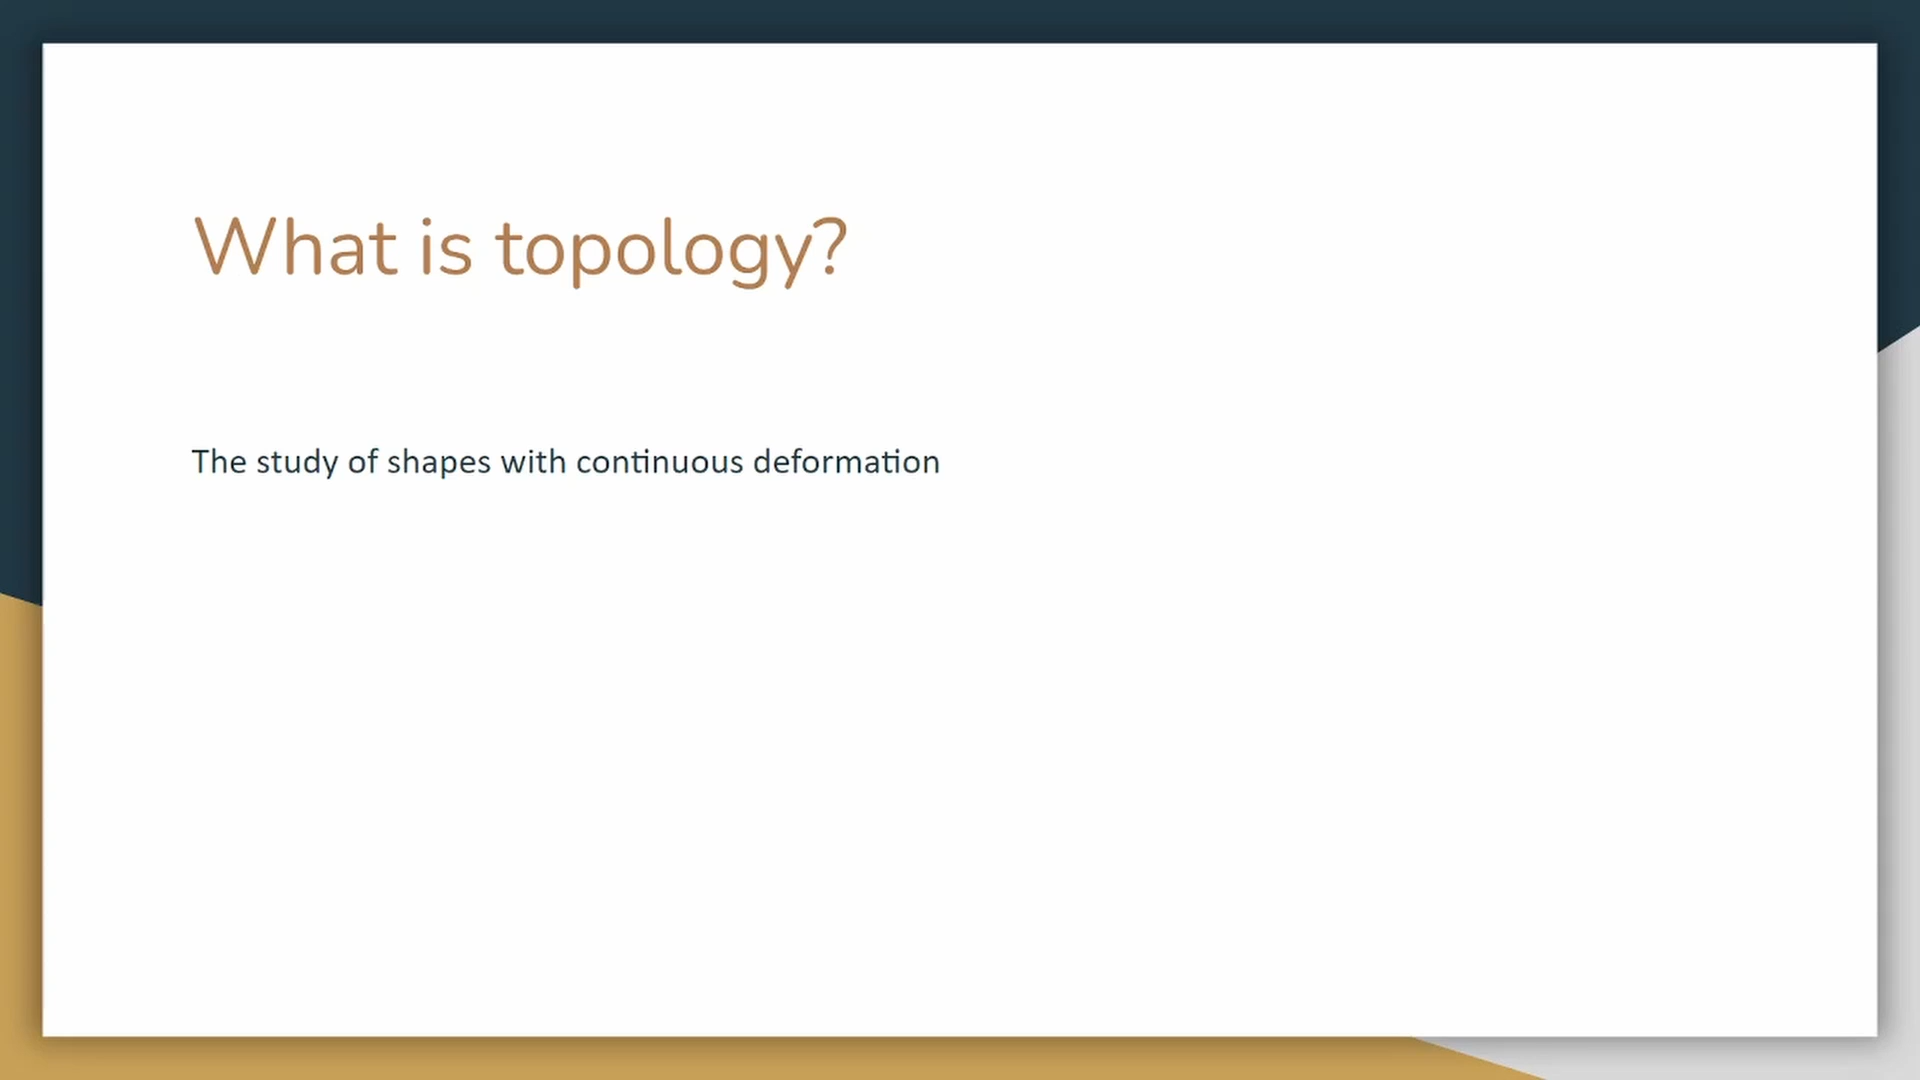 What is topology?
The study of shapes with continuous deformation